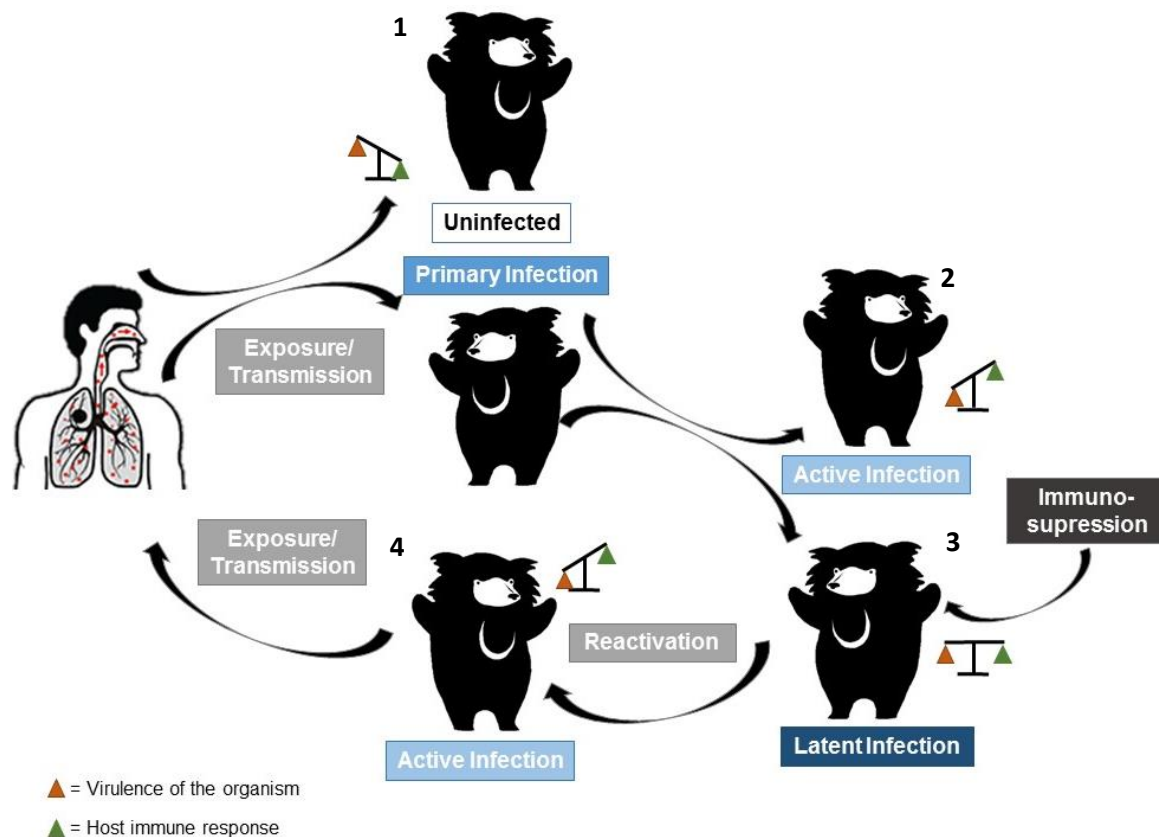 1
Uninfected
Primary Infection
2
Exposure/
Transmission
Active Infection
Immuno-
supression
Exposure/
Transmission
4
3
Reactivation
Active Infection
Latent Infection
= Virulence of the organism
= Host immune response